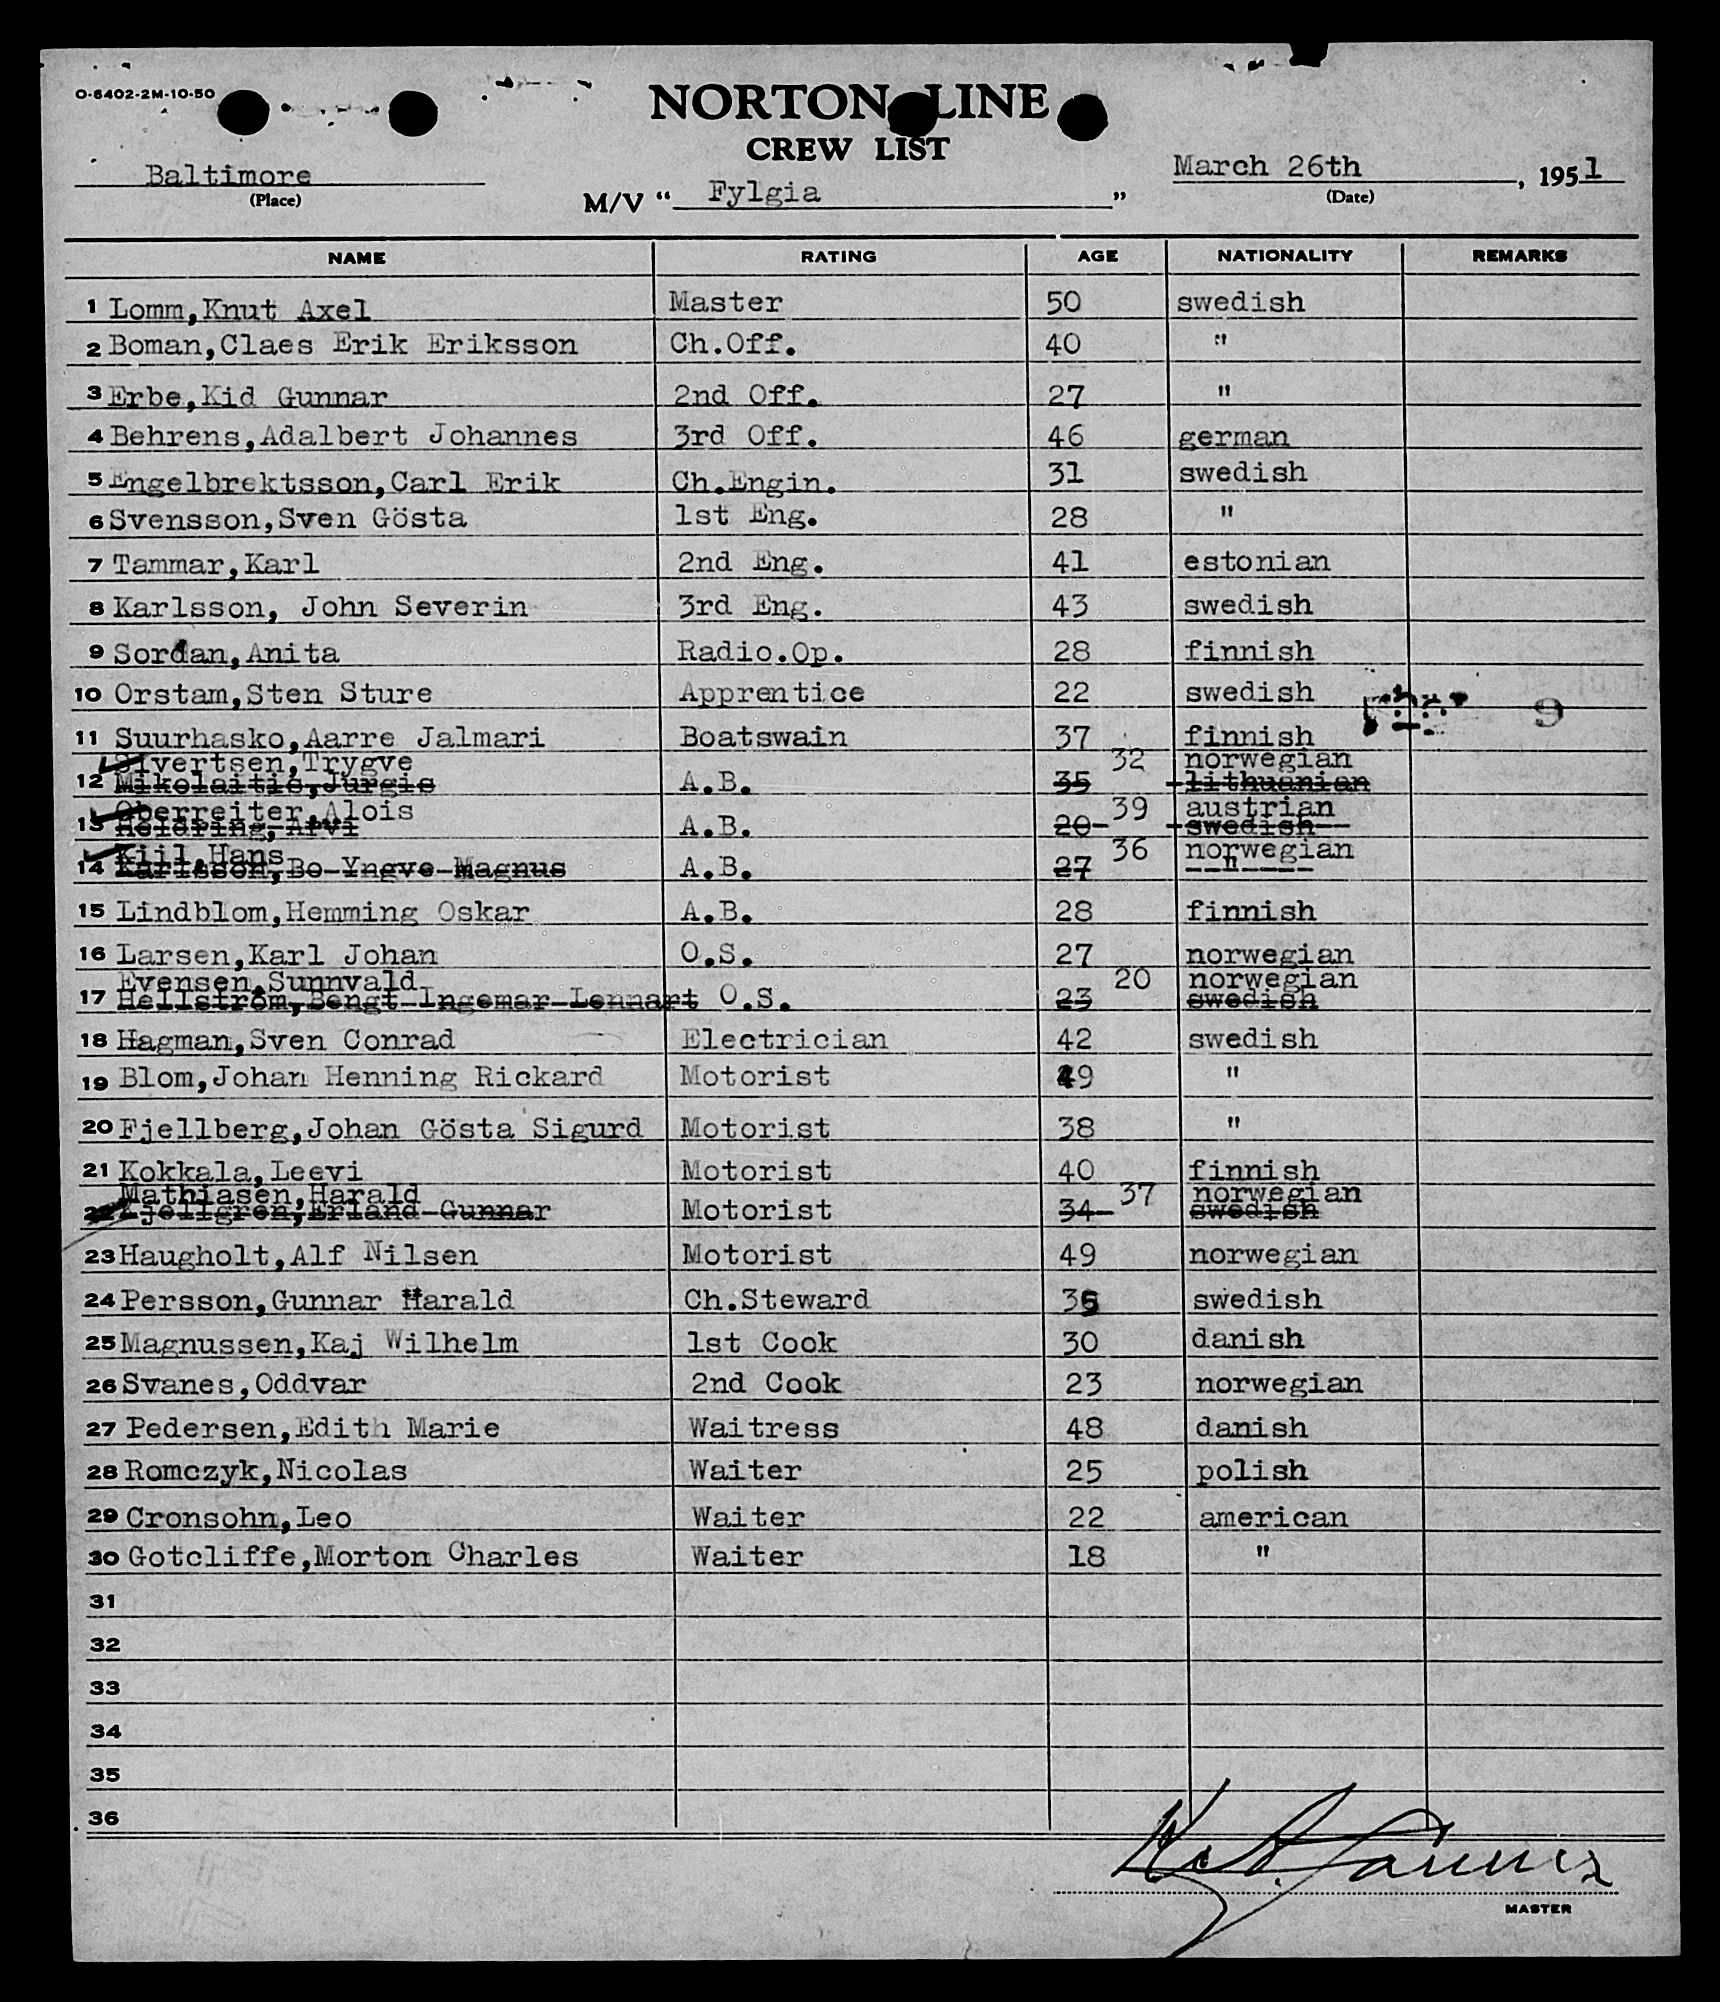 O-6402-2M-10-50
NORTON LINE
CREW LIST
Baltimore
(Place)
M/V “ Fylgia ”
March 26th , 1951
(Date)
NAME RATING AGE NATIONALITY REMARKS
1 Lomm,Knut Axel Master 50 swedish
2 Boman,Claes Erik Eriksson Ch.Off. 40 "
3 Erbe,Kid Gunnar 2nd Off. 27 "
4 Behrens,Adalbert Johannes 3rd Off. 46 german
5 Engelbrektsson,Carl Erik Ch.Engin. 31 swedish
6 Svensson,Sven Gösta 1st Eng. 28 "
7 Tammar,Karl 2nd Eng. 41 estonian
8 Karlsson, John Severin 3rd Eng. 43 swedish
9 Sordan,Anita Radio.Op. 28 finnish
10 Orstam,Sten Sture Apprentice 22 swedish
9
11 Suurhasko,Aarre Jalmari Boatswain 37 finnish
Sivertsen,Trygve 32 norwegian
12 Mikolaitis,Jurgis A.B. 35 lithuanian
Oberreiter,Alois 39 austrian
13 Arvi A.B. 20 swedish
Kiil,Hans 36 norwegian
14 Karlsson,Bo Yngve Magnus A.B. 27 "
15 Lindblom,Hemming Oskar A.B. 28 finnish
16 Larsen,Karl Johan O.S. 27 norwegian
Evensen,Sunnvald 20 norwegian
17 Hellström,Bengt Ingemar Lennart O.S. 23 swedish
18 Hagman,Sven Conrad Electrician 42 swedish
19 Blom,Johan Henning Rickard Motorist 49 "
20 Fjellberg,Johan Gösta Sigurd Motorist 38 "
21 Kokkala,Leevi Motorist 40 finnish
Mathiasen,Harald 37 norwegian
22 Kjellgren,Erland Gunnar Motorist 34 swedish
23 Haugholt,Alf Nilsen Motorist 49 norwegian
24 Persson,Gunnar Harald Ch.Steward 36 swedish
25 Magnussen,Kaj Wilhelm 1st Cook 30 danish
26 Svanes,Oddvar 2nd Cook 23 norwegian
27 Pedersen,Edith Marie Waitress 48 danish
28 Romczyk,Nicolas Waiter 25 polish
29 Cronsohn,Leo Waiter 22 american
30 Gotcliffe,Morton Charles Waiter 18 "
31
32
33
34
35
36
MASTER